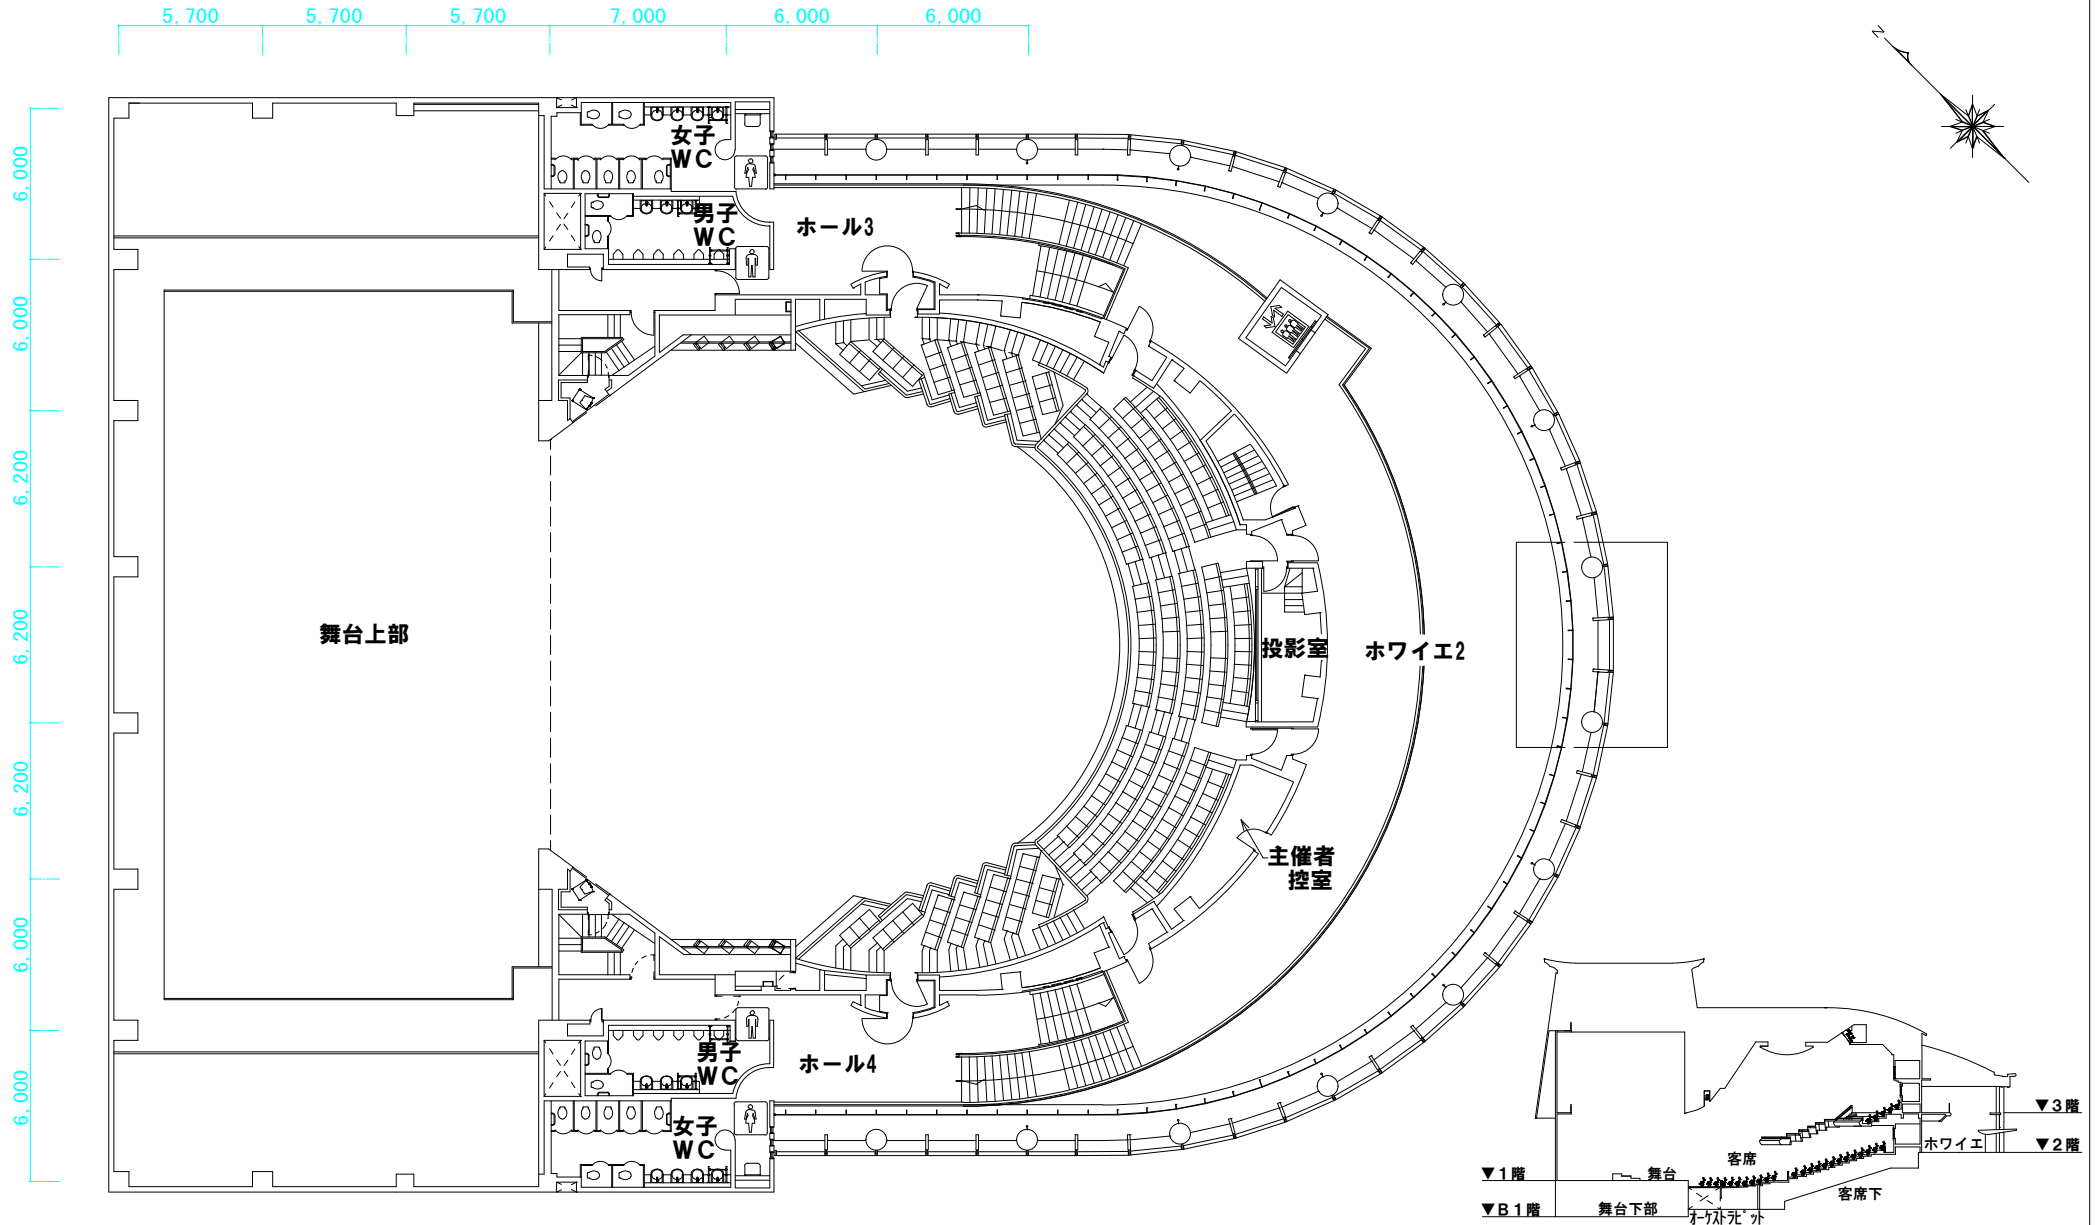 5,700
5,700
5,700
7,000
6,000
6,000
N
6,000
6,000
6,200
6,200
6,200
6,000
6,000
女子
WC
男子
WC
ホール3
舞台上部
投影室
ホワイエ2
主催者
控室
男子
WC
ホール4
女子
WC
▼3階
ホワイエ
▼2階
客席
▼1階
舞台
客席下
▼B1階
舞台下部
オーケストラピット